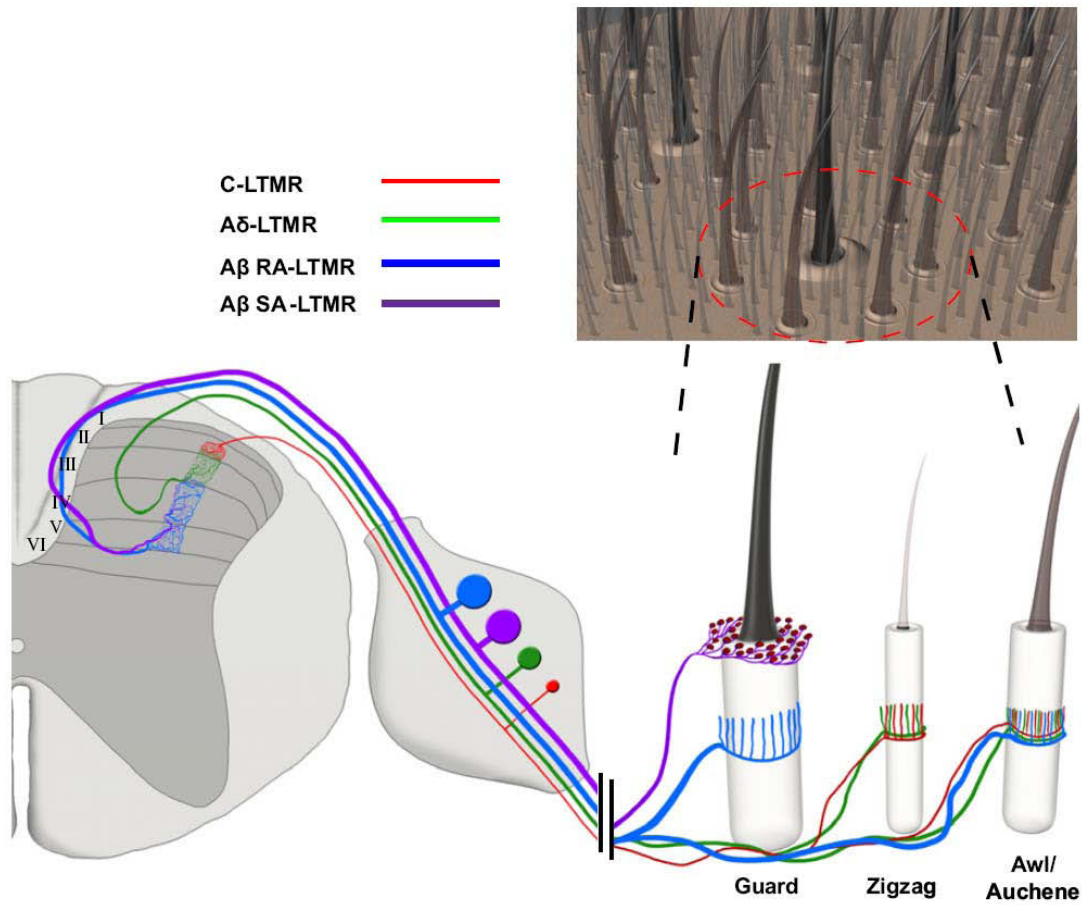 C-LTMR
Aδ-LTMR
Aβ RA-LTMR
Aβ SA-LTMR
I
II
III
IV
V
VI
Guard
Zigzag
Awl/
Auchene